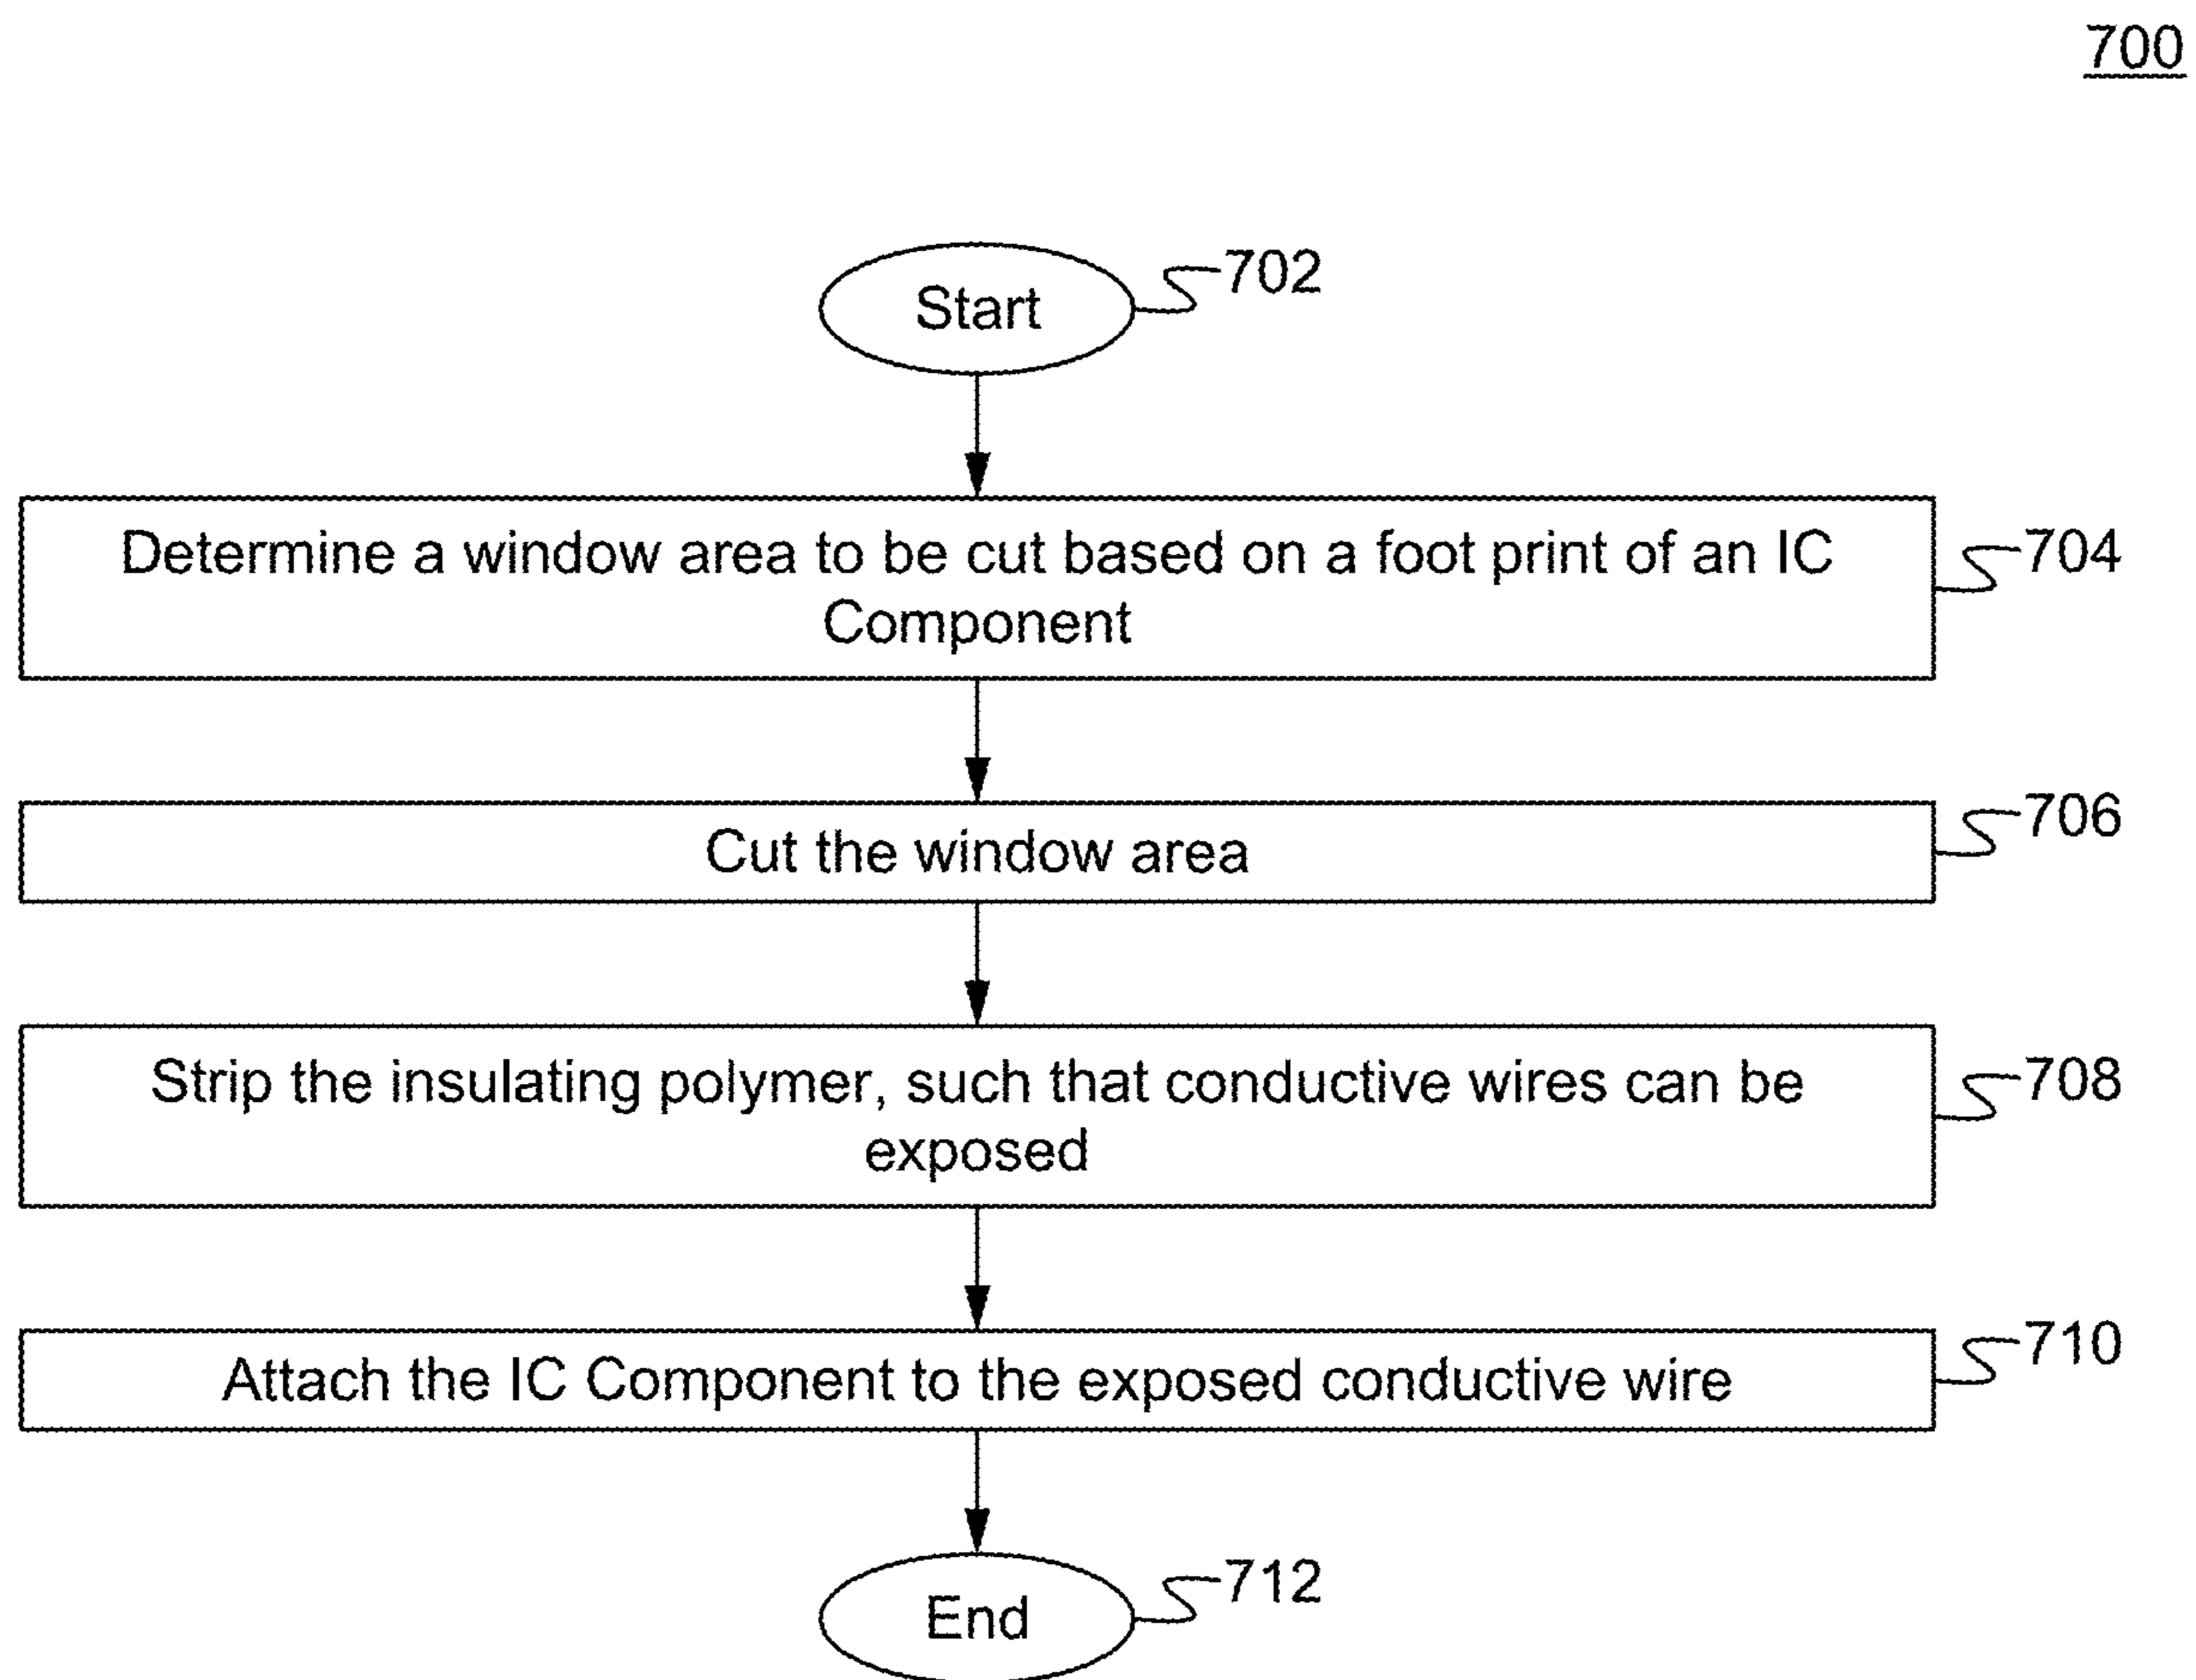 700
Start
702
Determine a window area to be cut based on a foot print of an IC
Component
704
Cut the window area
706
Strip the insulating polymer, such that conductive wires can be
exposed
708
Attach the IC Component to the exposed conductive wire
710
End
712